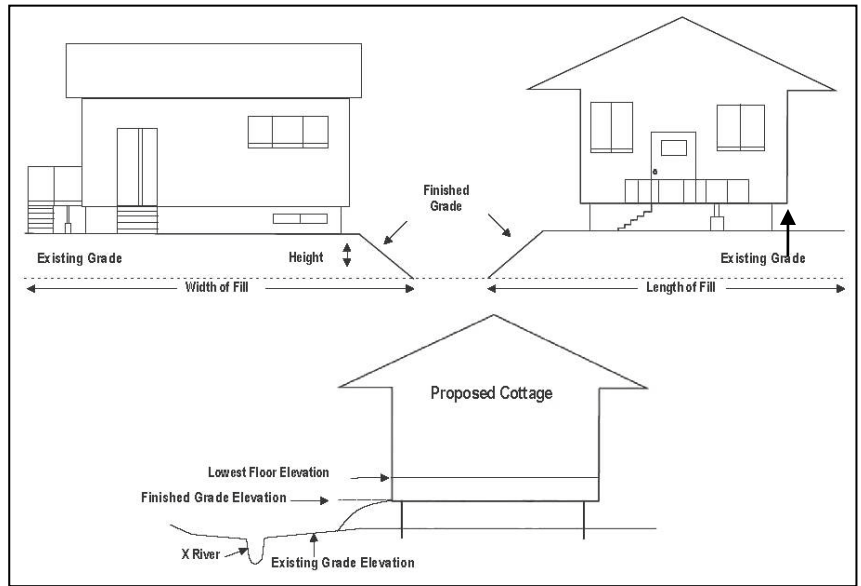 Finished
Grade
Existing Grade
Height
Existing Grade
Width of Fill
Length of Fill
Proposed Cottage
Lowest Floor Elevation
Finished Grade Elevation
X River
Existing Grade Elevation